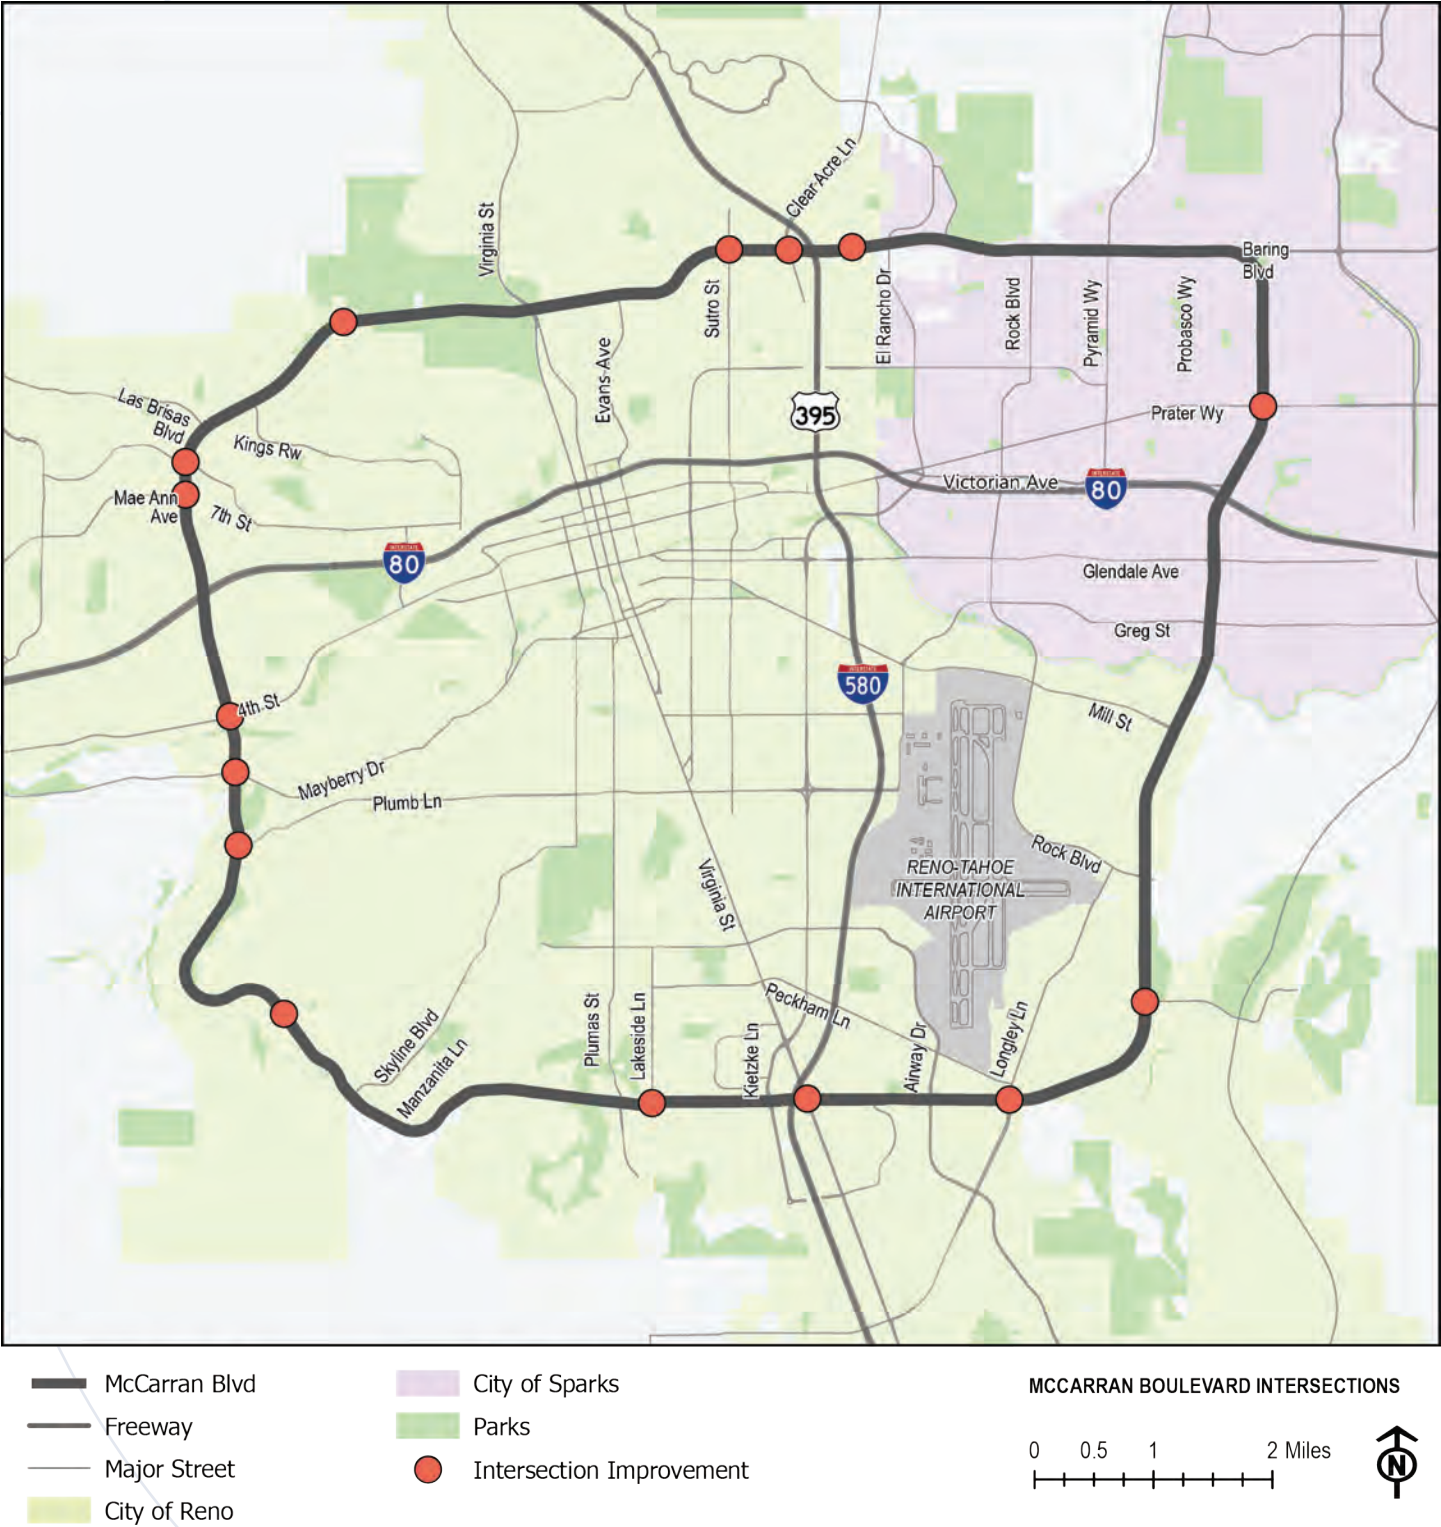 Clear Acre Ln
Virginia St
Baring
Blvd
Sutro St
El Rancho Dr
Rock Blvd
Pyramid Wy
Probasco Wy
Evans Ave
Las Brisas
Blvd
395
Prater Wy
Kings Rw
Victorian Ave
INTERSTATE
80
Mae Ann
Ave
7th St
INTERSTATE
80
Glendale Ave
Greg St
INTERSTATE
580
4th St
Mill St
Mayberry Dr
Plumb Ln
Rock Blvd
RENO-TAHOE
INTERNATIONAL
AIRPORT
Virginia St
Peckham Ln
Plumas St
Lakeside Ln
Skyline Blvd
Manzanita Ln
Kietzke Ln
Airway Dr
Longley Ln
McCarran Blvd
Freeway
Major Street
City of Reno
City of Sparks
Parks
Intersection Improvement
MCCARRAN BOULEVARD INTERSECTIONS
0 0.5 1 2 Miles
N